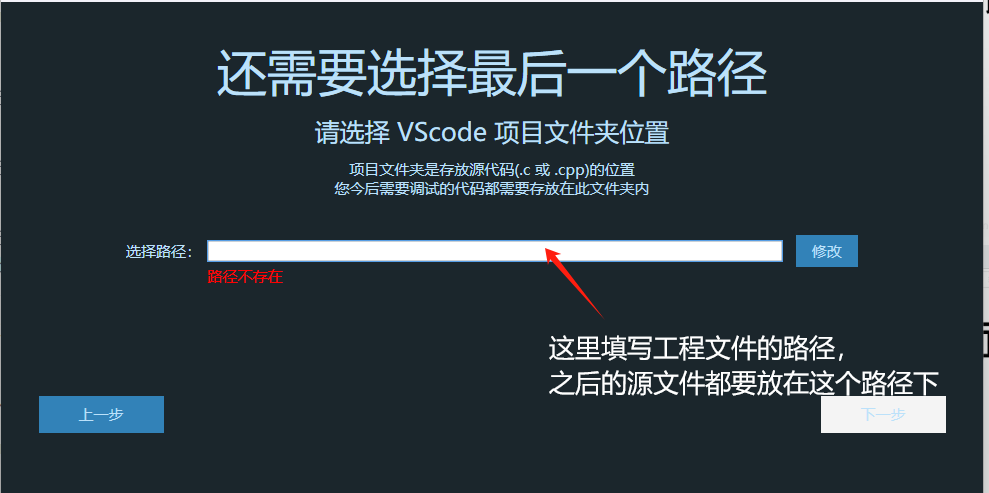 还需要选择最后一个路径
请选择 VScode 项目文件夹位置
项目文件夹是存放源代码(.c 或 .cpp)的位置
您今后需要调试的代码都需要存放在此文件夹内
选择路径：
修改
路径不存在
这里填写工程文件的路径，
之后的源文件都要放在这个路径下
上一步
下一步